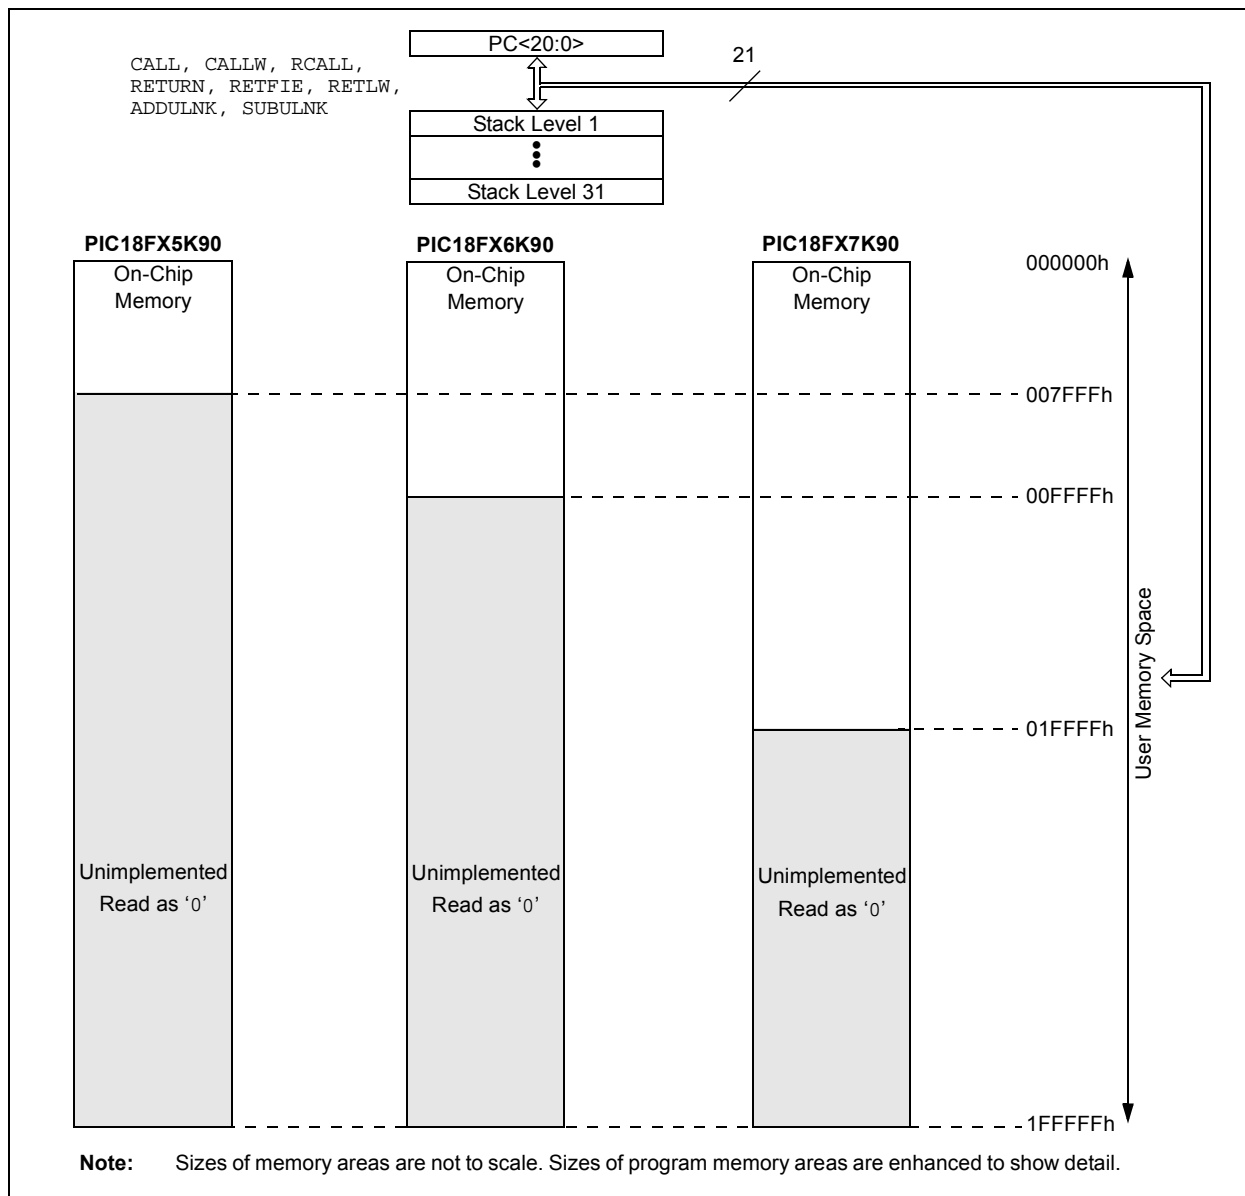 PC<20:0>
21
CALL, CALLW, RCALL,
RETURN, RETFIE, RETLW,
ADDULNK, SUBULNK
Stack Level 1
Stack Level 31
PIC18FX5K90
PIC18FX6K90
PIC18FX7K90
On-Chip
Memory
On-Chip
Memory
On-Chip
Memory
000000h
007FFFh
00FFFFh
01FFFFh
User Memory Space
Unimplemented
Read as ‘0’
Unimplemented
Read as ‘0’
Unimplemented
Read as ‘0’
1FFFFFh
Note: Sizes of memory areas are not to scale. Sizes of program memory areas are enhanced to show detail.